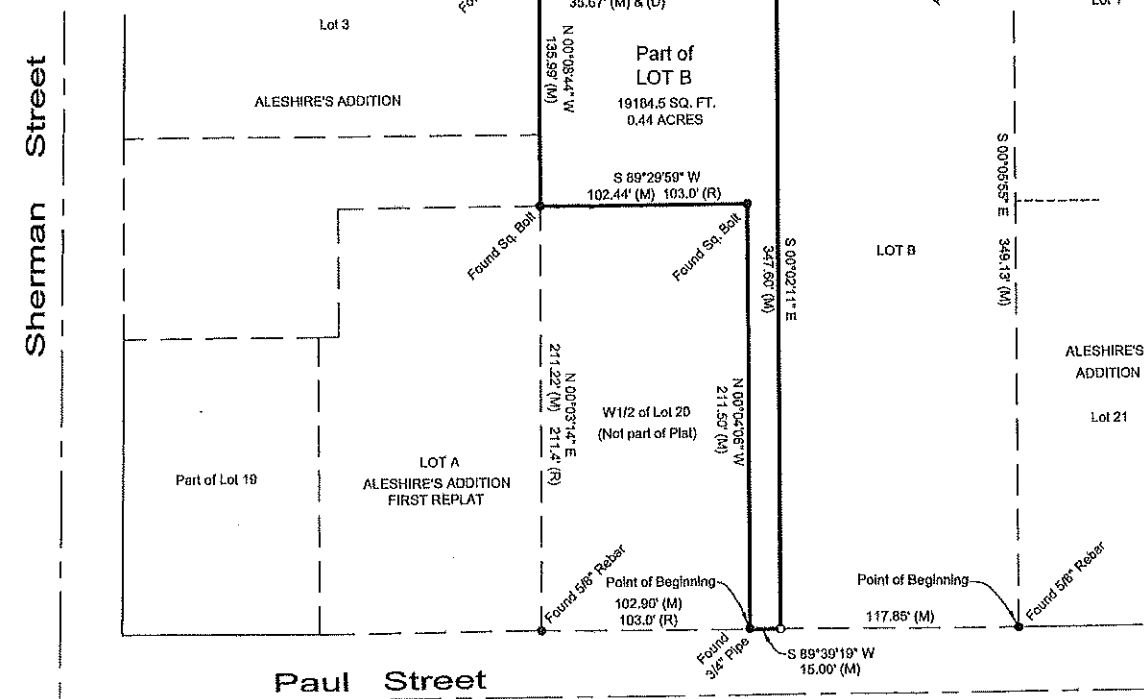 35.67' (M) & (D)
Lot 3
ALESHIRE'S ADDITION
Sherman Street
N 00°08'44" W
135.99' (M)
Part of
LOT B
19184.5 SQ. FT.
0.44 ACRES
S 89°29'59" W
102.44' (M) 103.0' (R)
Found Sq. Bolt
Found Sq. Bolt
S 00°02'11" E
347.60' (M)
LOT B
S 00°05'55" E 349.13' (M)
ALESHIRE'S
ADDITION
Lot 21
N 00°03'14" E
211.22' (M) 211.4' (R)
W1/2 of Lot 20
(Not part of Plat)
N 00°04'06" W
211.50' (M)
Part of Lot 19
LOT A
ALESHIRE'S ADDITION
FIRST REPLAT
Found 5/8" Rebar
Point of Beginning
102.90' (M)
103.0' (R)
Found
3/4" Pipe
S 89°39'19" W
15.00' (M)
Point of Beginning
117.85' (M)
Found 5/8" Rebar
Paul Street